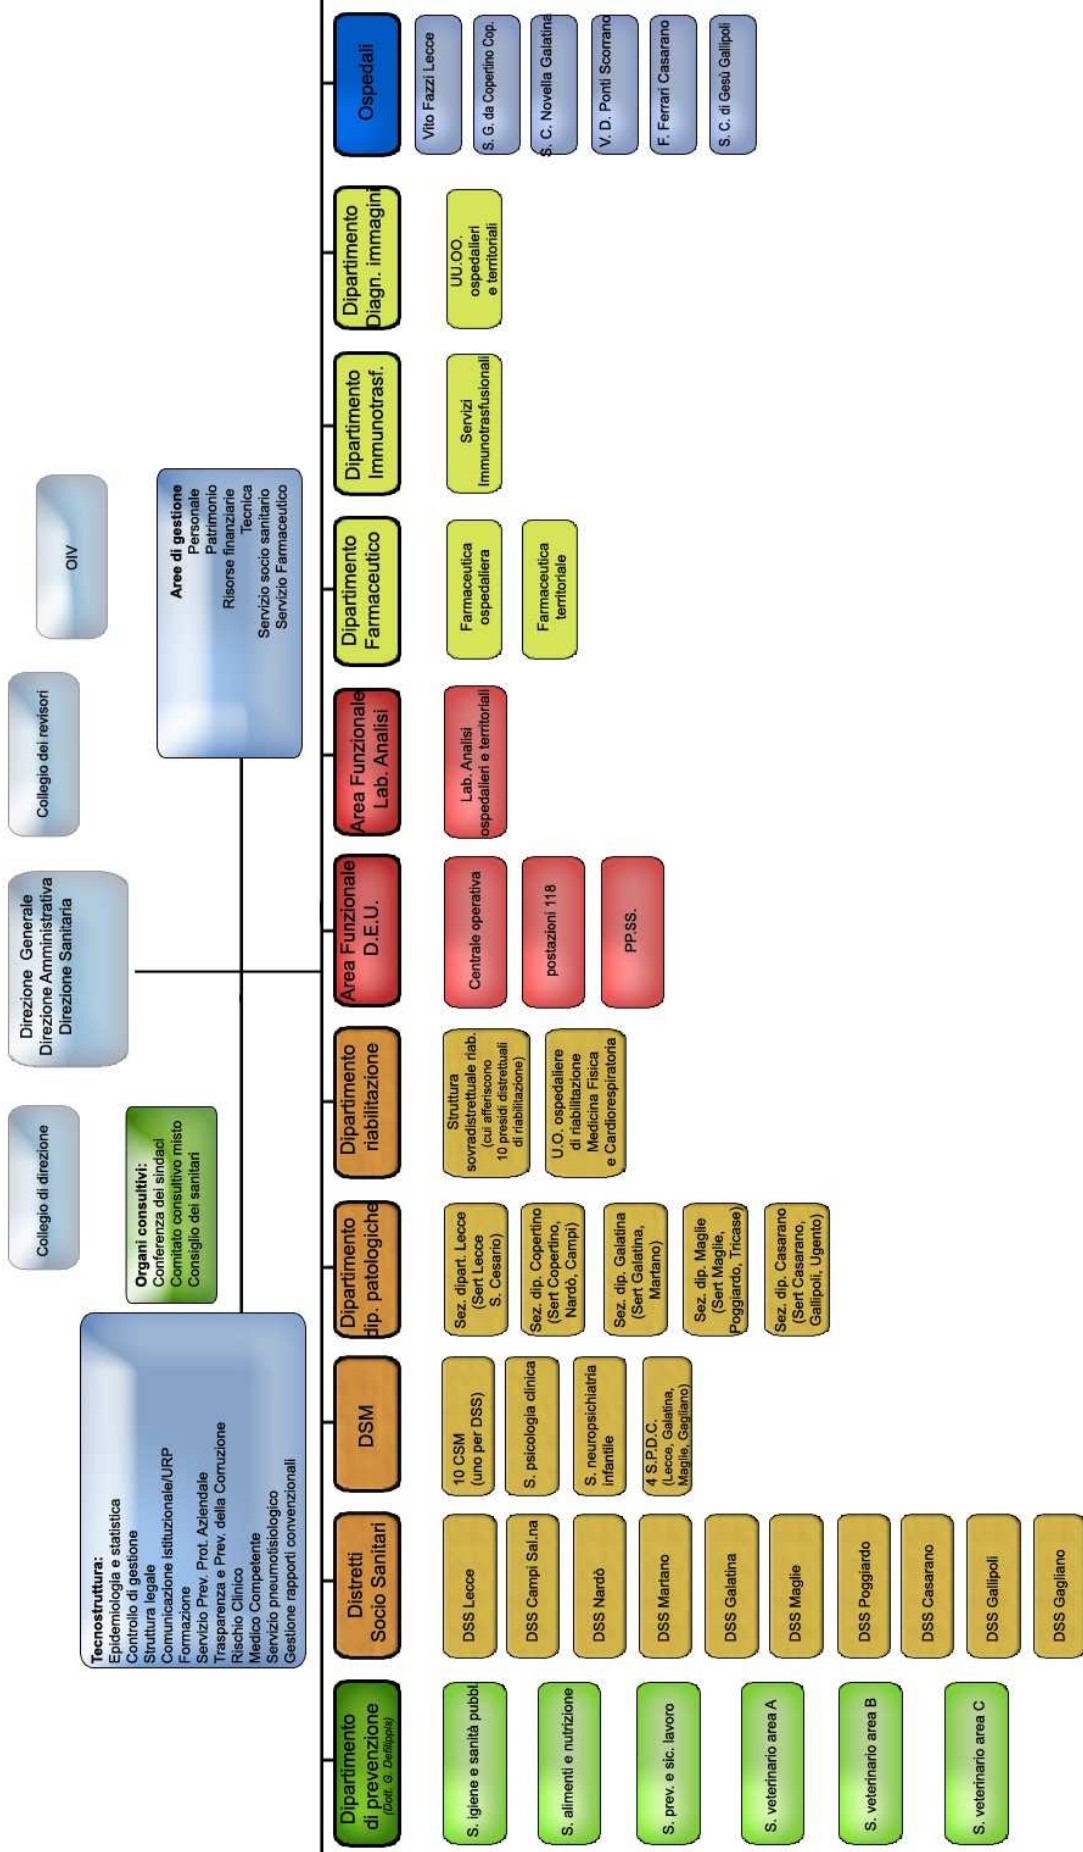 Collegio di direzione
Direzione Generale
Direzione Amministrativa
Direzione Sanitaria
Collegio dei revisori
OIV
Organi consultivi:
Conferenza dei sindaci
Comitato consultivo misto
Consiglio dei sanitari
Tecnostruttura:
Epidemiologia e statistica
Controllo di gestione
Struttura legale
Comunicazione istituzionale/URP
Formazione
Servizio Prev. Prot. Aziendale
Trasparenza e Prev. della Corruzione
Rischio Clinico
Medico Competente
Servizio pneumotisiologico
Gestione rapporti convenzionali
Aree di gestione
Personale
Patrimonio
Risorse finanziarie
Tecnica
Servizio socio sanitario
Servizio Farmaceutico
Dipartimento
di prevenzione
(Dott. G. Defilippis)
S. igiene e sanità pubbl.
S. alimenti e nutrizione
S. prev. e sic. lavoro
S. veterinario area A
S. veterinario area B
S. veterinario area C
Distretti
Socio Sanitari
DSS Lecce
DSS Campi Sal.na
DSS Nardò
DSS Martano
DSS Galatina
DSS Maglie
DSS Poggiardo
DSS Casarano
DSS Gallipoli
DSS Gagliano
DSM
10 CSM
(uno per DSS)
S. psicologia clinica
S. neuropsichiatria
infantile
4 S.P.D.C.
(Lecce, Galatina,
Maglie, Gagliano)
Dipartimento
dip. patologiche
Sez. dipart. Lecce
(Sert Lecce
S. Cesario)
Sez. dip. Copertino
(Sert Copertino,
Nardò, Campi)
Sez. dip. Galatina
(Sert Galatina,
Martano)
Sez. dip. Maglie
(Sert Maglie,
Poggiardo, Tricase)
Sez. dip. Casarano
(Sert Casarano,
Gallipoli, Ugento)
Dipartimento
riabilitazione
Struttura
sovradistrettuale riab.
(cui afferiscono
10 presidi distrettuali
di riabilitazione)
U.O. ospedaliere
di riabilitazione
Medicina Fisica
e Cardiorespiratoria
Area Funzionale
D.E.U.
Centrale operativa
postazioni 118
PP.SS.
Area Funzionale
Lab. Analisi
Lab. Analisi
ospedalieri e territoriali
Dipartimento
Farmaceutico
Farmaceutica
ospedaliera
Farmaceutica
territoriale
Dipartimento
Immunotrasf.
Servizi
Immunotrasfusionali
Dipartimento
Diagn. immagini
UU.OO.
ospedalieri
e territoriali
Ospedali
Vito Fazzi Lecce
S. G. da Copertino Cop.
S. C. Novella Galatina
V. D. Ponti Scorrano
F. Ferrari Casarano
S. C. di Gesù Gallipoli